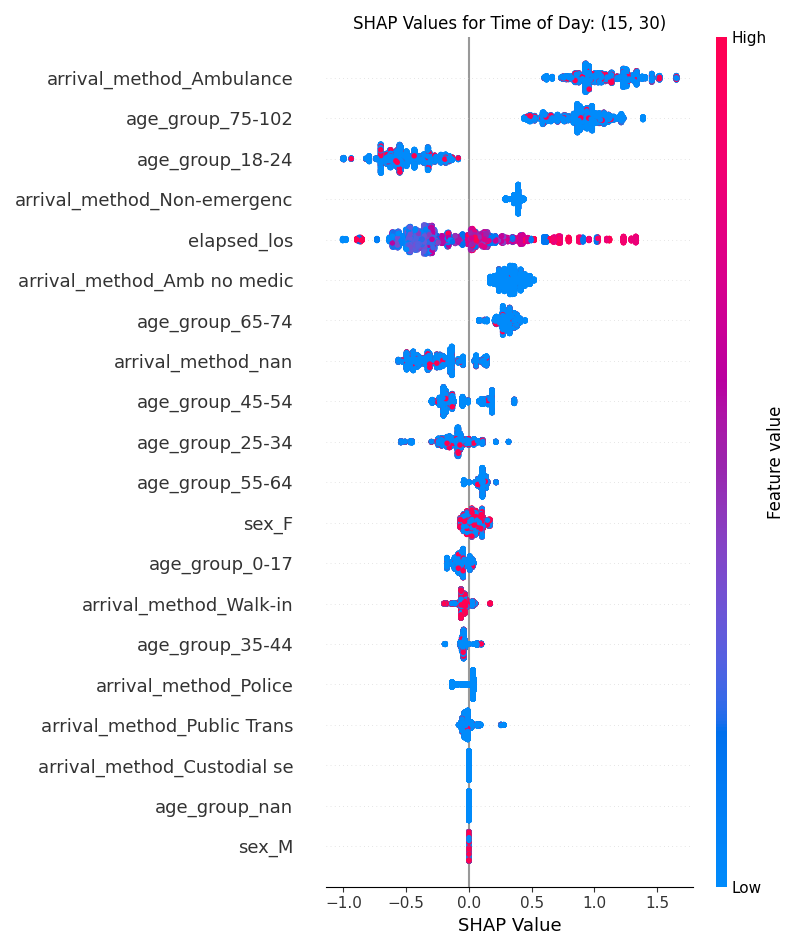 SHAP Values for Time of Day: (15, 30)
High
arrival_method_Ambulance
age_group_75-102
age_group_18-24
arrival_method_Non-emergenc
elapsed_los
arrival_method_Amb no medic
age_group_65-74
arrival_method_nan
age_group_45-54
age_group_25-34
age_group_55-64
sex_F
age_group_0-17
arrival_method_Walk-in
age_group_35-44
arrival_method_Police
arrival_method_Public Trans
arrival_method_Custodial se
age_group_nan
sex_M
Feature value
Low
−1.0 −0.5 0.0 0.5 1.0 1.5
SHAP Value